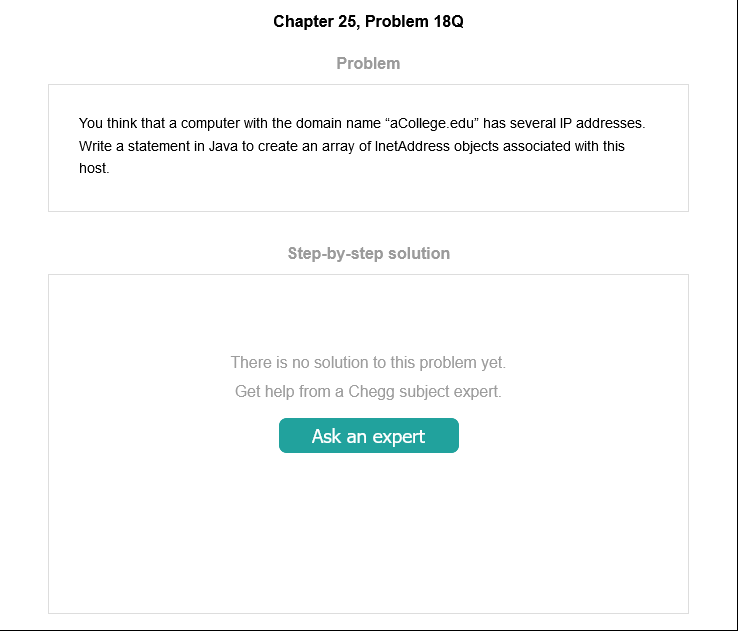 Chapter 25, Problem 18Q
Problem
You think that a computer with the domain name “aCollege.edu” has several IP addresses.
Write a statement in Java to create an array of InetAddress objects associated with this
host.
Step-by-step solution
There is no solution to this problem yet.
Get help from a Chegg subject expert.
Ask an expert